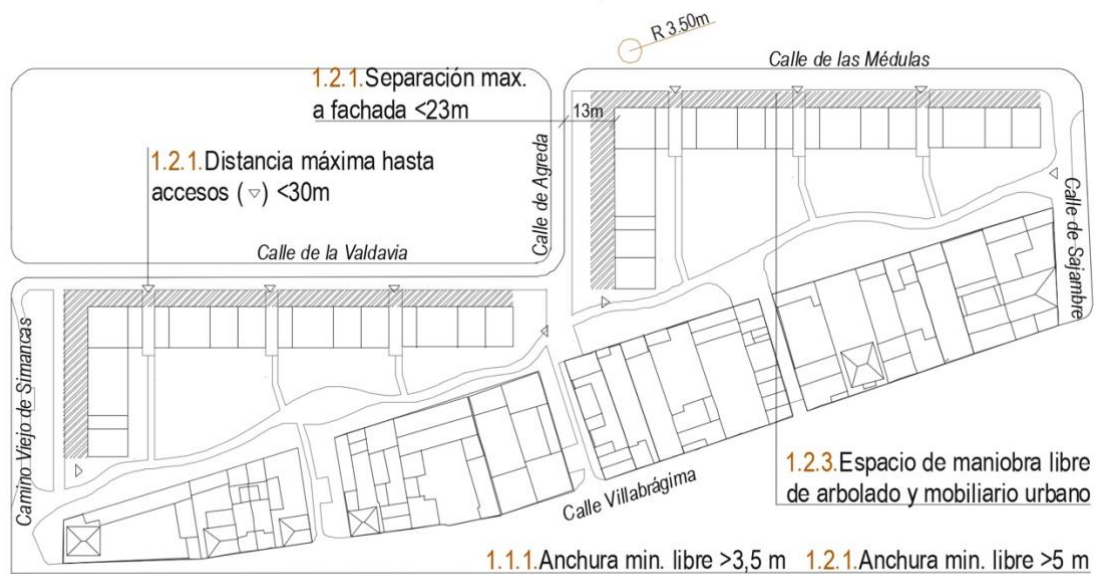 R 3.50m
Calle de las Médulas
1.2.1.Separación max.
a fachada <23m
13m
1.2.1.Distancia máxima hasta
accesos (▽) <30m
Calle de Agreda
Calle de la Valdavia
Calle de Sajambre
Camino Viejo de Simancas
1.2.3.Espacio de maniobra libre
de arbolado y mobiliario urbano
Calle Villabrágima
1.1.1.Anchura min. libre >3,5 m 1.2.1.Anchura min. libre >5 m